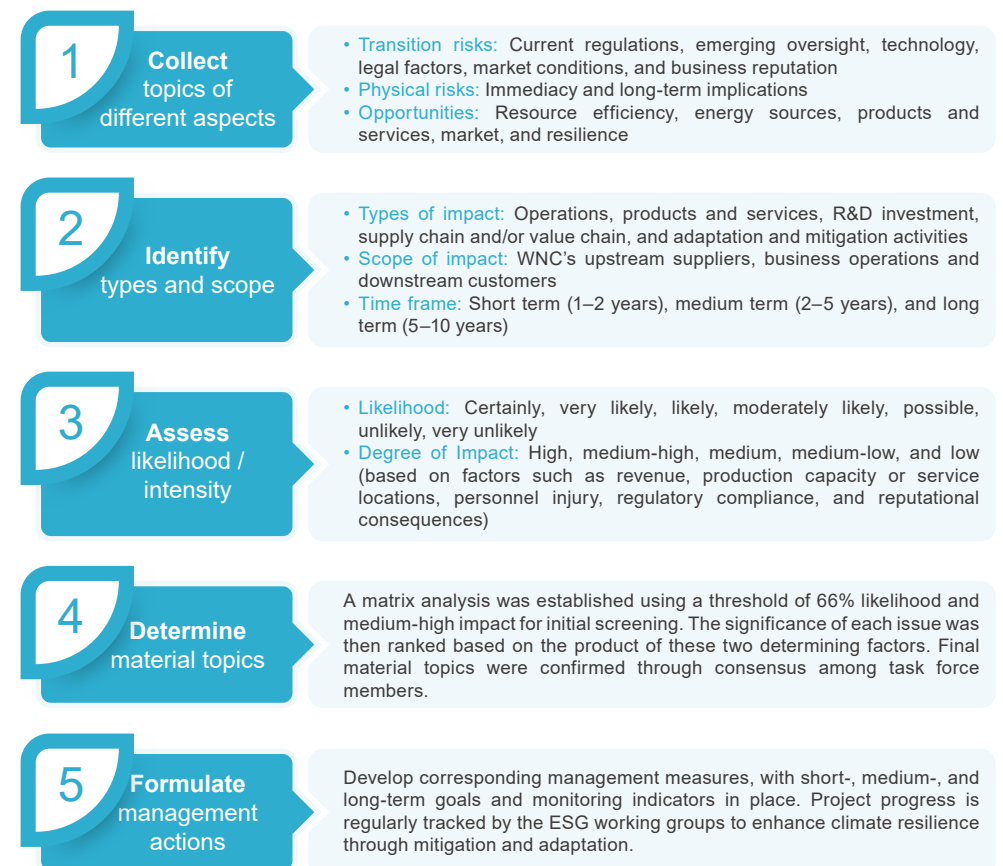 1
Collect
topics of
different aspects
• Transition risks: Current regulations, emerging oversight, technology,
legal factors, market conditions, and business reputation
• Physical risks: Immediacy and long-term implications
• Opportunities: Resource efficiency, energy sources, products and
services, market, and resilience
2
Identify
types and scope
• Types of impact: Operations, products and services, R&D investment,
supply chain and/or value chain, and adaptation and mitigation activities
• Scope of impact: WNC's upstream suppliers, business operations and
downstream customers
• Time frame: Short term (1–2 years), medium term (2–5 years), and long
term (5–10 years)
3
Assess
likelihood /
intensity
• Likelihood: Certainly, very likely, likely, moderately likely, possible,
unlikely, very unlikely
• Degree of Impact: High, medium-high, medium, medium-low, and low
(based on factors such as revenue, production capacity or service
locations, personnel injury, regulatory compliance, and reputational
consequences)
4
Determine
material topics
A matrix analysis was established using a threshold of 66% likelihood and
medium-high impact for initial screening. The significance of each issue was
then ranked based on the product of these two determining factors. Final
material topics were confirmed through consensus among task force
members.
5
Formulate
management
actions
Develop corresponding management measures, with short-, medium-, and
long-term goals and monitoring indicators in place. Project progress is
regularly tracked by the ESG working groups to enhance climate resilience
through mitigation and adaptation.